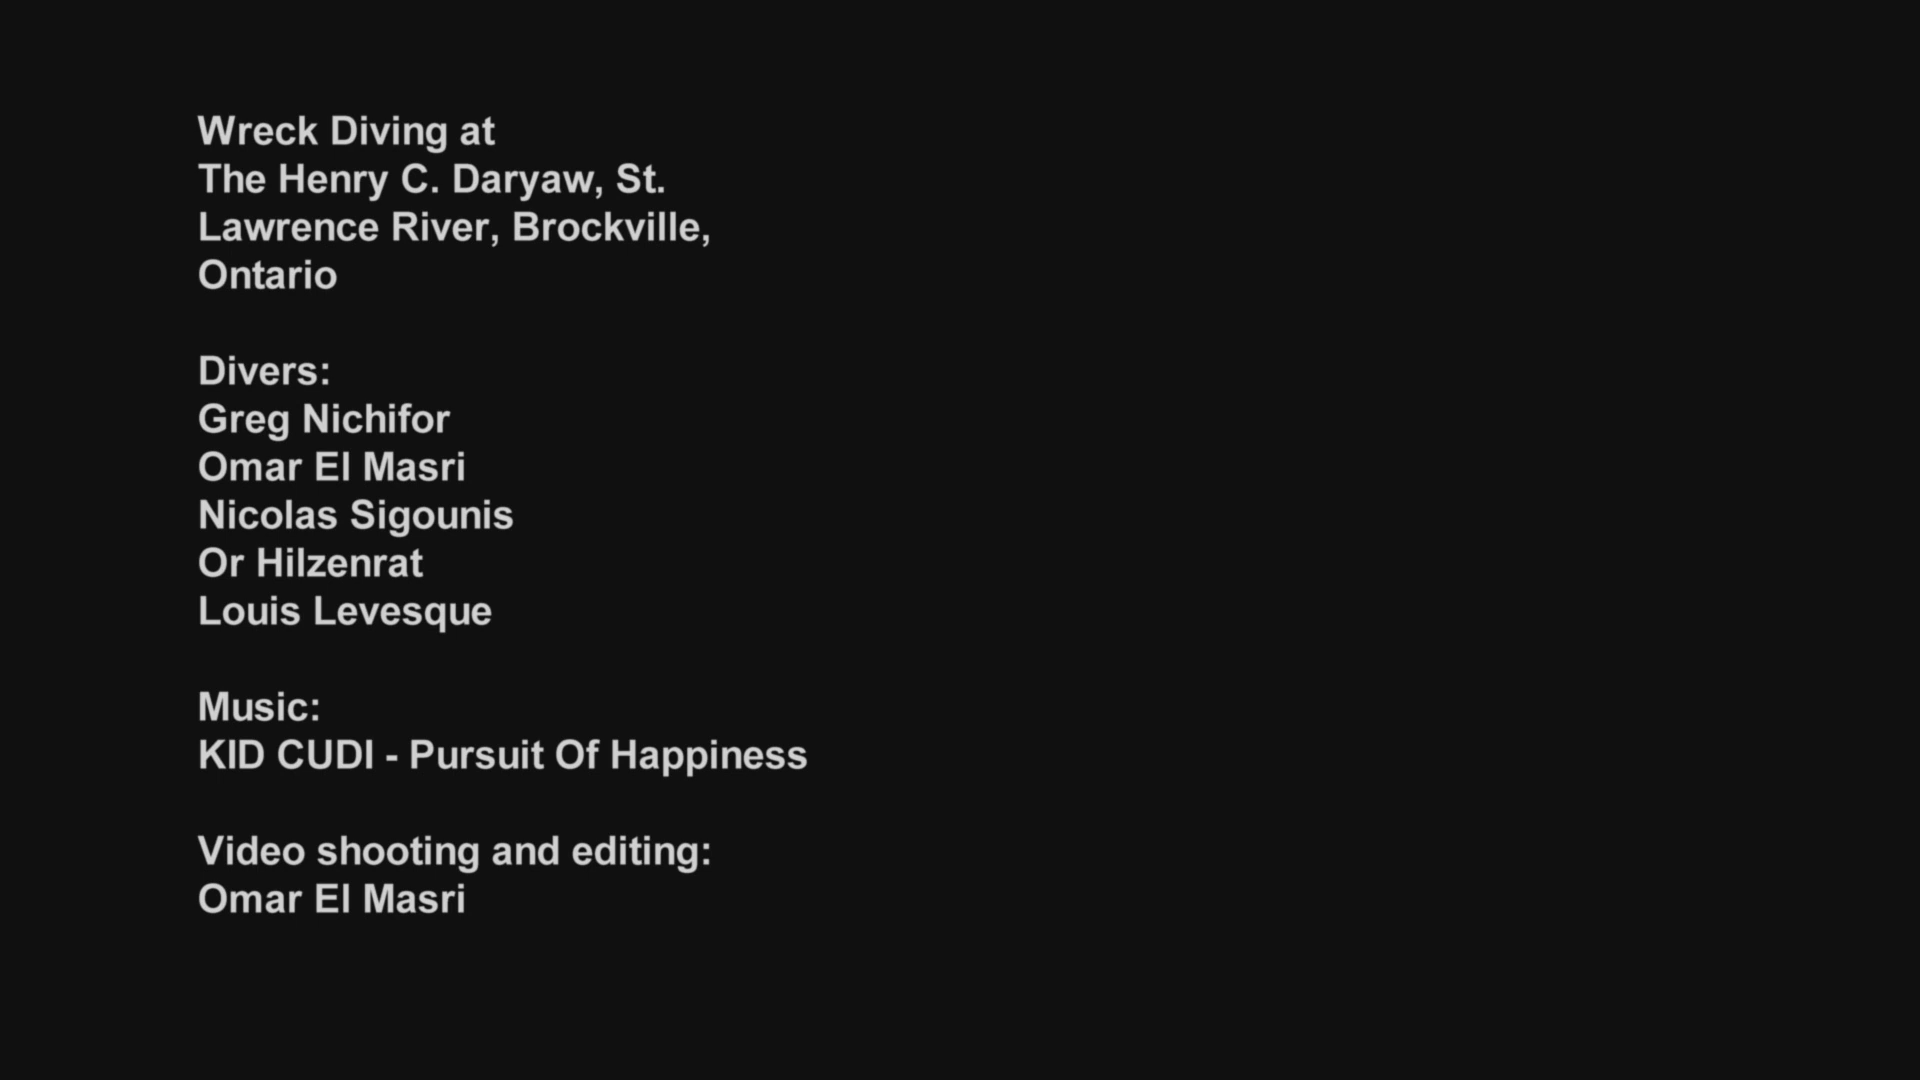 Wreck Diving at
The Henry C. Daryaw, St.
Lawrence River, Brockville,
Ontario
Divers:
Greg Nichifor
Omar El Masri
Nicolas Sigounis
Or Hilzenrat
Louis Levesque
Music:
KID CUDI - Pursuit Of Happiness
Video shooting and editing:
Omar El Masri